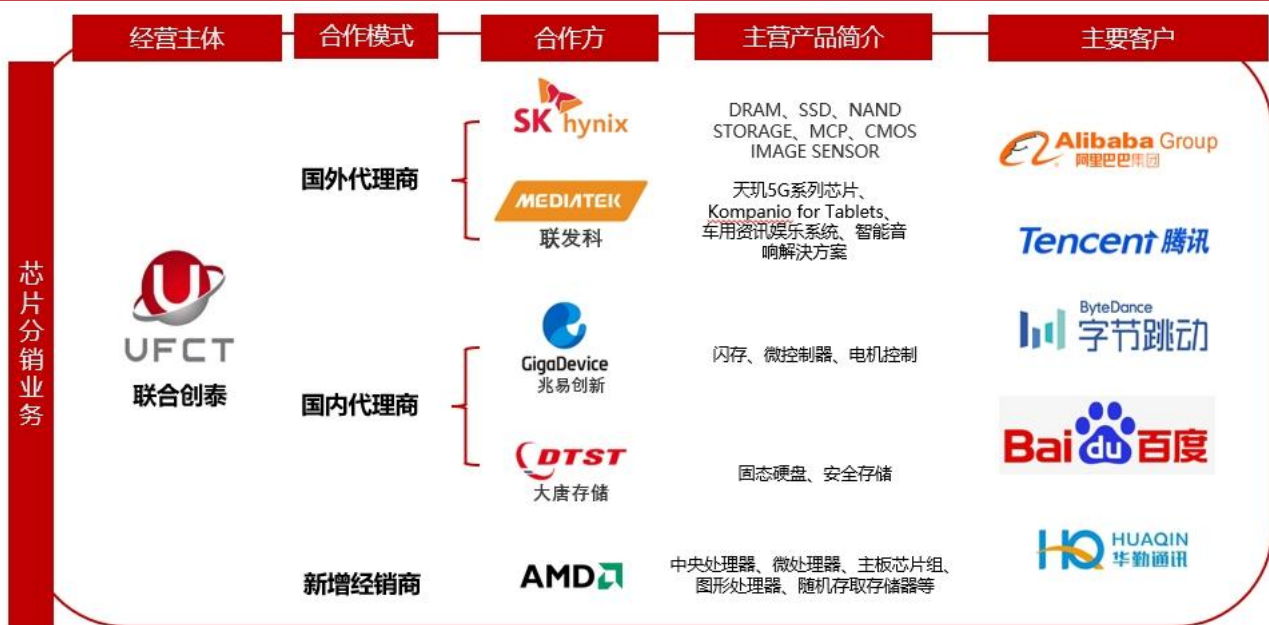 经营主体
合作模式
合作方
主营产品简介
主要客户
芯片分销业务
UFCT
联合创泰
国外代理商
SK hynix
DRAM、SSD、NAND
STORAGE、MCP、CMOS
IMAGE SENSOR
MEDIATEK
联发科
天玑5G系列芯片、
Kompanio for Tablets、
车用资讯娱乐系统、智能音
响解決方案
国内代理商
GigaDevice
兆易创新
闪存、微控制器、电机控制
DTST
大唐存储
固态硬盘、安全存储
新增经销商
AMD
中央处理器、微处理器、主板芯片组、
图形处理器、随机存取存储器等
Alibaba Group
阿里巴巴集团
Tencent 腾讯
ByteDance
字节跳动
Bai du 百度
HQ
HUAQIN
华勤通讯